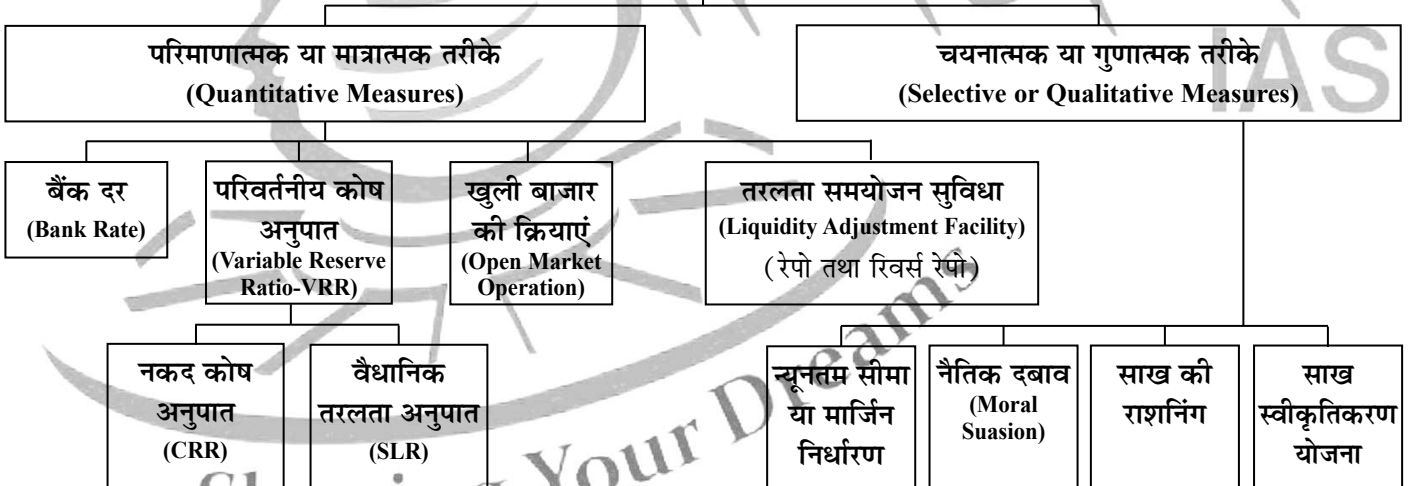 परिमाणात्मक या मात्रात्मक तरीके
(Quantitative Measures)
चयनात्मक या गुणात्मक तरीके
(Selective or Qualitative Measures)
IAS
बैंक दर
(Bank Rate)
परिवर्तनीय कोष
अनुपात
(Variable Reserve
Ratio-VRR)
खुली बाजार
की क्रियाएं
(Open Market
Operation)
तरलता समयोजन सुविधा
(Liquidity Adjustment Facility)
(रेपो तथा रिवर्स रेपो)
नकद कोष
अनुपात
(CRR)
वैधानिक
तरलता अनुपात
(SLR)
न्यूनतम सीमा
या मार्जिन
निर्धारण
नैतिक दबाव
(Moral
Suasion)
साख की
राशनिंग
साख
स्वीकृतिकरण
योजना
Your Dreams